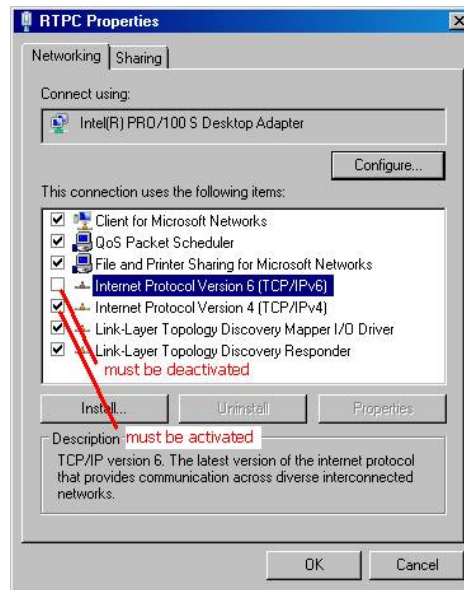 RTPC Properties
Networking
Sharing
Connect using:
Intel(R) PRO/100 S Desktop Adapter
Configure...
This connection uses the following items:
Client for Microsoft Networks
QoS Packet Scheduler
File and Printer Sharing for Microsoft Networks
Internet Protocol Version 6 (TCP/IPv6)
Internet Protocol Version 4 (TCP/IPv4)
Link-Layer Topology Discovery Mapper I/O Driver
Link-Layer Topology Discovery Responder
must be deactivated
Install...
Uninstall
Properties
Description
must be activated
TCP/IP version 6. The latest version of the internet protocol
that provides communication across diverse interconnected
networks.
OK
Cancel